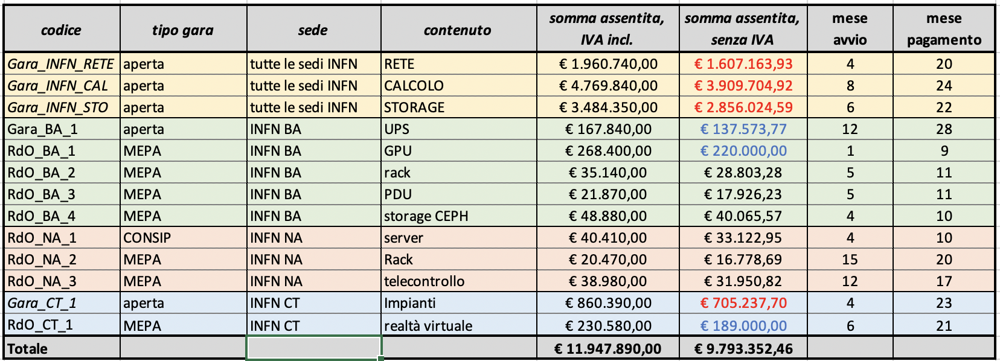 codice tipo gara sede contenuto somma assentita, IVA incl. somma assentita, senza IVA mese avvio mese pagamento
Gara_INFN_RETE aperta tutte le sedi INFN RETE € 1.960.740,00 € 1.607.163,93 4 20
Gara_INFN_CAL aperta tutte le sedi INFN CALCOLO € 4.769.840,00 € 3.909.704,92 8 24
Gara_INFN_STO aperta tutte le sedi INFN STORAGE € 3.484.350,00 € 2.856.024,59 6 22
Gara_BA_1 aperta INFN BA UPS € 167.840,00 € 137.573,77 12 28
RdO_BA_1 MEPA INFN BA GPU € 268.400,00 € 220.000,00 1 9
RdO_BA_2 MEPA INFN BA rack € 35.140,00 € 28.803,28 5 11
RdO_BA_3 MEPA INFN BA PDU € 21.870,00 € 17.926,23 5 11
RdO_BA_4 MEPA INFN BA storage CEPH € 48.880,00 € 40.065,57 4 10
RdO_NA_1 CONSIP INFN NA server € 40.410,00 € 33.122,95 4 10
RdO_NA_2 MEPA INFN NA Rack € 20.470,00 € 16.778,69 15 20
RdO_NA_3 MEPA INFN NA telecontrollo € 38.980,00 € 31.950,82 12 17
Gara_CT_1 aperta INFN CT Impianti € 860.390,00 € 705.237,70 4 23
RdO_CT_1 MEPA INFN CT realtà virtuale € 230.580,00 € 189.000,00 6 21
Totale € 11.947.890,00 € 9.793.352,46